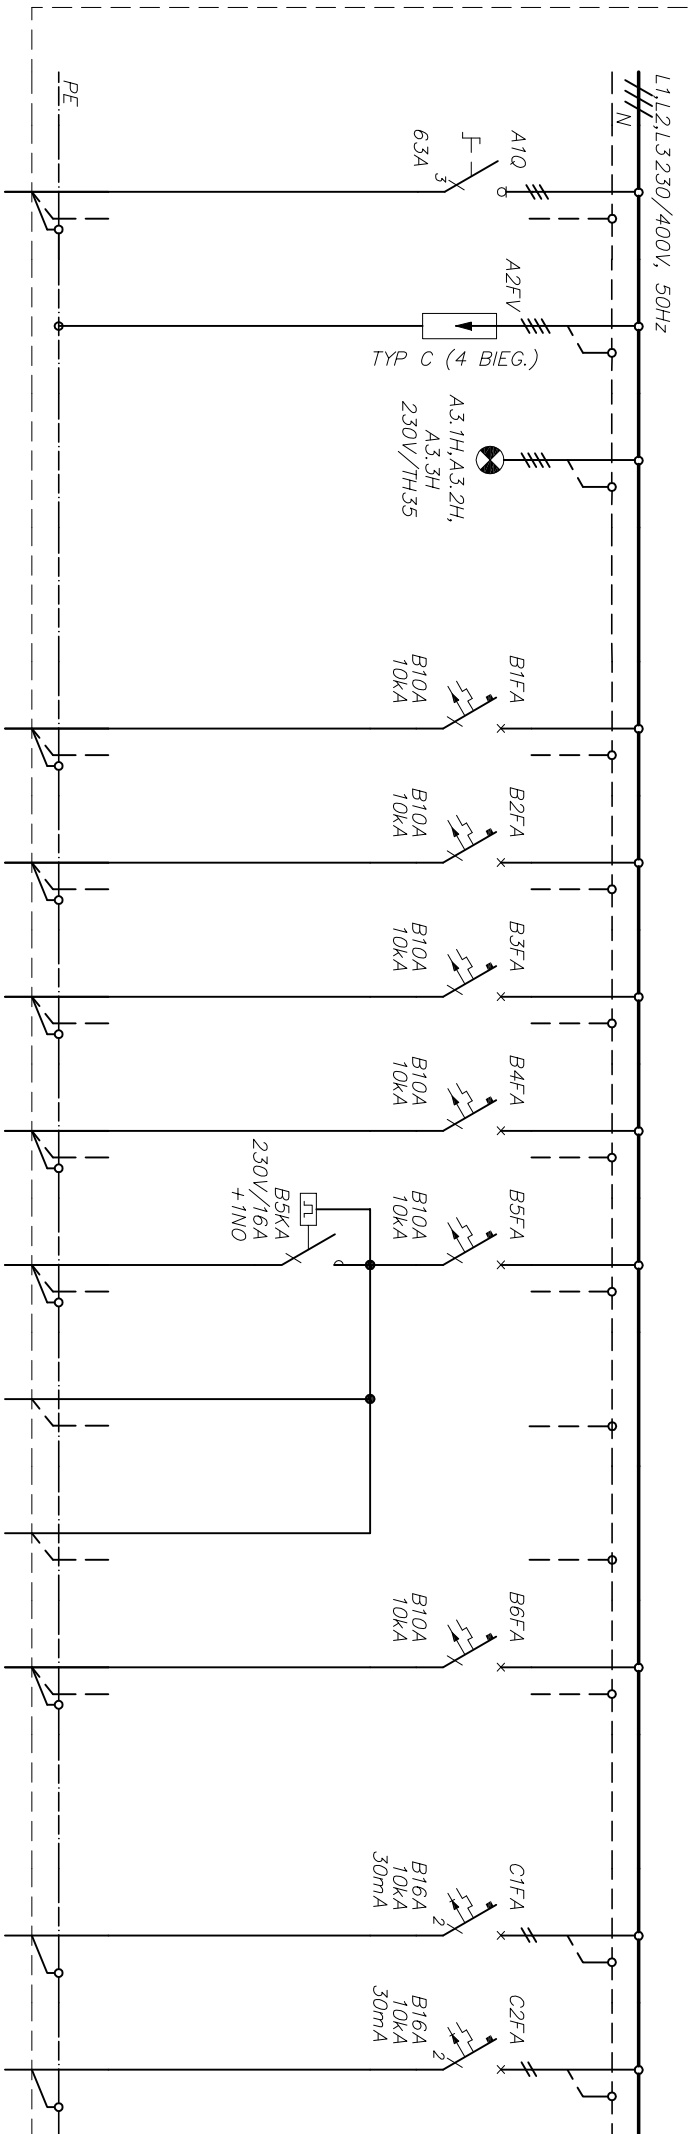 L1,L2,L3 230/400V, 50Hz
N
PE
A1Q
3
63A
A2FV
TYP C (4 BIEG.)
A3.1H,A3.2H,
A3.3H
230V/TH35
B1FA
B10A
10kA
B2FA
B10A
10kA
B3FA
B10A
10kA
B4FA
B10A
10kA
B5FA
B10A
10kA
B5KA
230V/16A
+1NO
B6FA
B10A
10kA
C1FA
2
B16A
10kA
30mA
C2FA
2
B16A
10kA
30mA